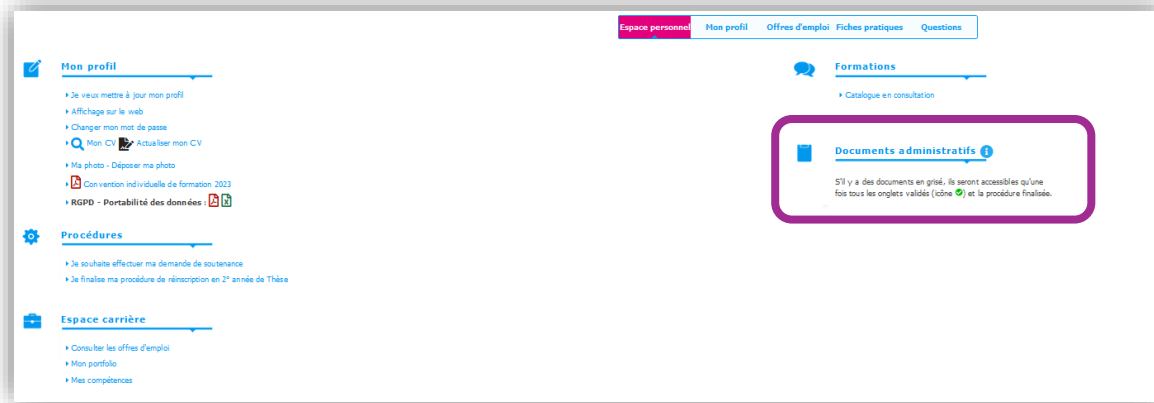 Espace personnel Mon profil Offres d'emploi Fiches pratiques Questions
Mon profil
Je veux mettre à jour mon profil
Affichage sur le web
Changer mon mot de passe
Mon CV Actualiser mon CV
Ma photo - Déposer ma photo
Convention individuelle de formation 2023
RGPD - Portabilité des données :
Procédures
Je souhaite effectuer ma demande de soutenance
Je finalise ma procédure de réinscription en 2° année de Thèse
Espace carrière
Consulter les offres d'emploi
Mon portfolio
Mes compétences
Formations
Catalogue en consultation
Documents administratifs
S'il y a des documents en grisé, ils seront accessibles qu'une
fois tous les onglets validés (icône ) et la procédure finalisée.